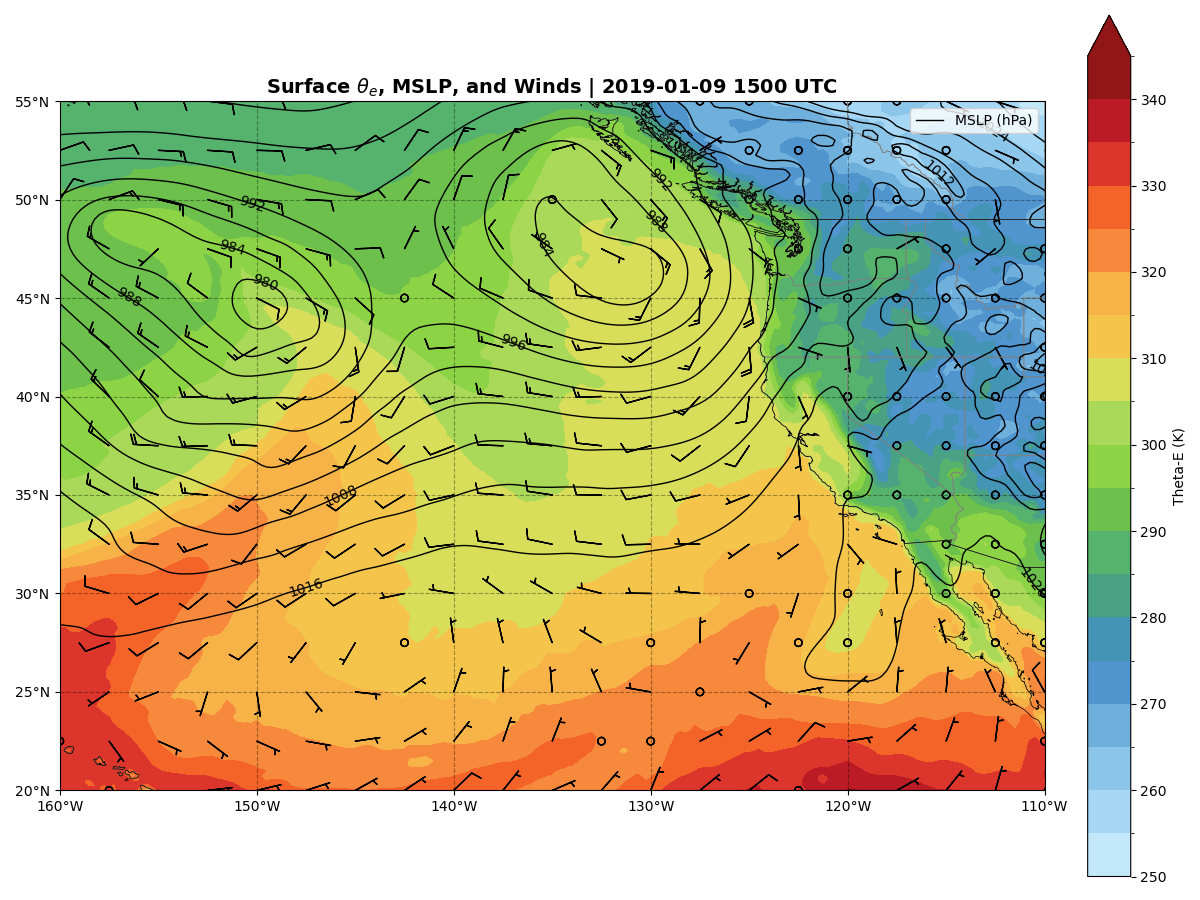 Surface θe, MSLP, and Winds | 2019-01-09 1500 UTC
MSLP (hPa)
55°N
50°N
45°N
40°N
35°N
30°N
25°N
20°N
160°W
150°W
140°W
130°W
120°W
110°W
992
984
980
988
992
988
984
996
1008
1016
1012
340
330
320
310
300
290
280
270
260
250
Theta-E (K)